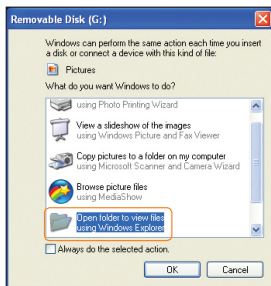 Removable Disk (G:)
Windows can perform the same action each time you insert
a disk or connect a device with this kind of file:
Pictures
What do you want Windows to do?
using Photo Printing Wizard
View a slideshow of the images
using Windows Picture and Fax Viewer
Copy pictures to a folder on my computer
using Microsoft Scanner and Camera Wizard
Browse picture files
using MediaShow
Open folder to view files
using Windows Explorer
Always do the selected action.
OK
Cancel